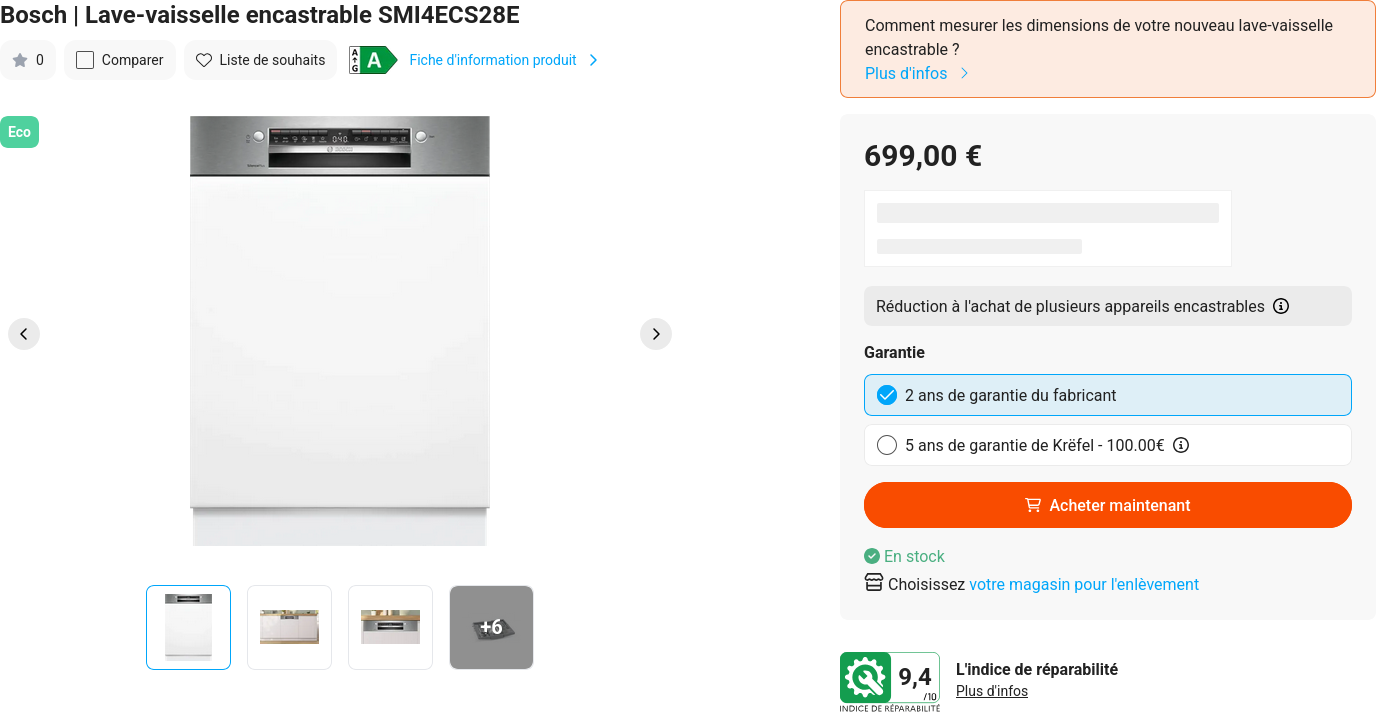 Bosch | Lave-vaisselle encastrable SMI4ECS28E
0
Comparer
Liste de souhaits
A
G
A
Fiche d'information produit
Eco
0:40
BOSCH
+6
Comment mesurer les dimensions de votre nouveau lave-vaisselle
encastrable ?
Plus d'infos
699,00 €
Réduction à l'achat de plusieurs appareils encastrables
Garantie
2 ans de garantie du fabricant
5 ans de garantie de Krëfel - 100.00€
Acheter maintenant
En stock
Choisissez votre magasin pour l'enlèvement
9,4
/10
INDICE DE RÉPARABILITÉ
L'indice de réparabilité
Plus d'infos